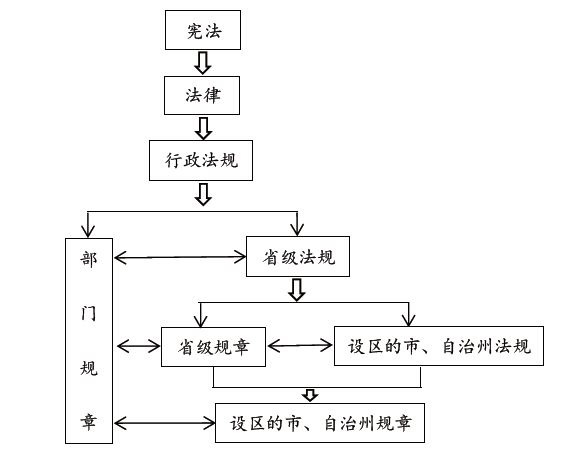 宪法
法律
行政法规
部门规章
省级法规
省级规章
设区的市、自治州法规
设区的市、自治州规章